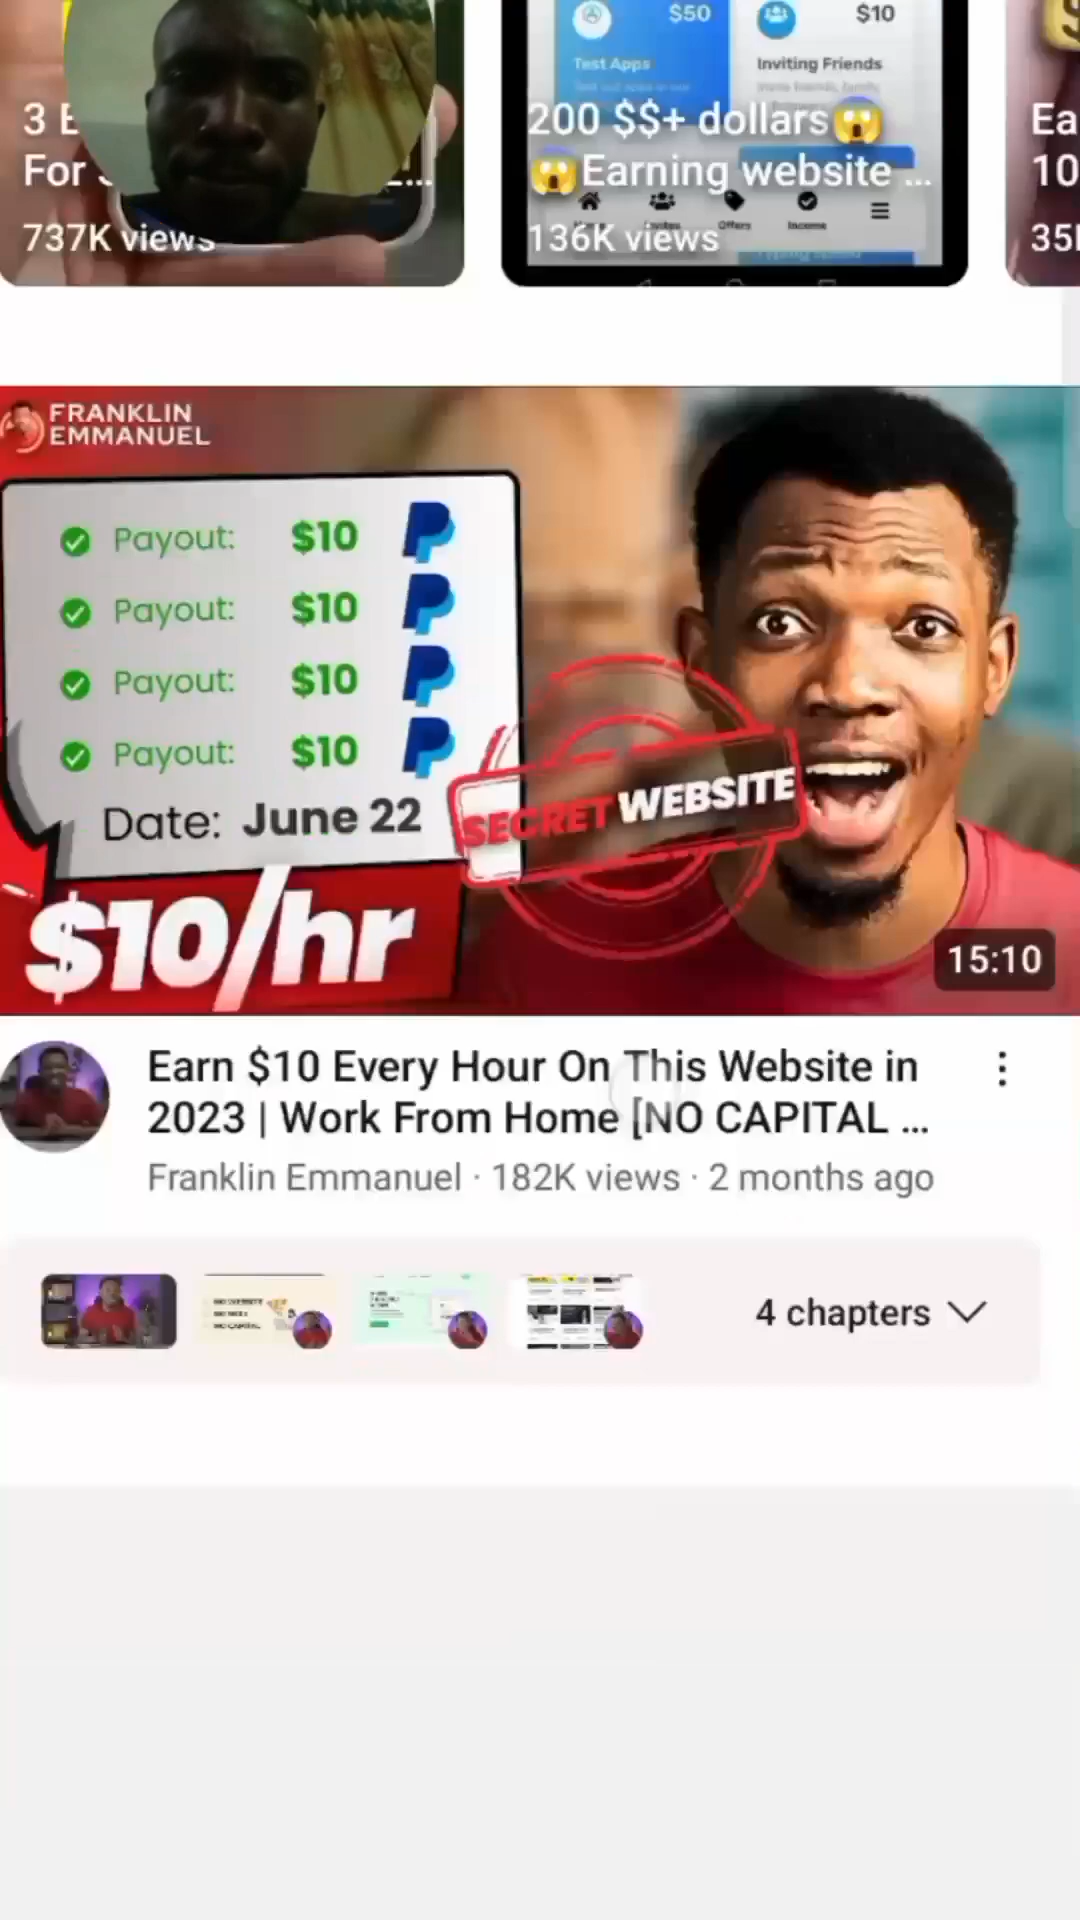 $50
$10
Test Apps
Inviting Friends
3
For
737K views
200 $$+ dollars😱
😱Earning website ...
Offers
Income
136K views
Ea
10
35
FRANKLIN
EMMANUEL
Payout: $10
Payout: $10
Payout: $10
Payout: $10
Date: June 22
SECRET WEBSITE
$10/hr
15:10
Earn $10 Every Hour On This Website in
2023 | Work From Home [NO CAPITAL ...
Franklin Emmanuel · 182K views · 2 months ago
4 chapters